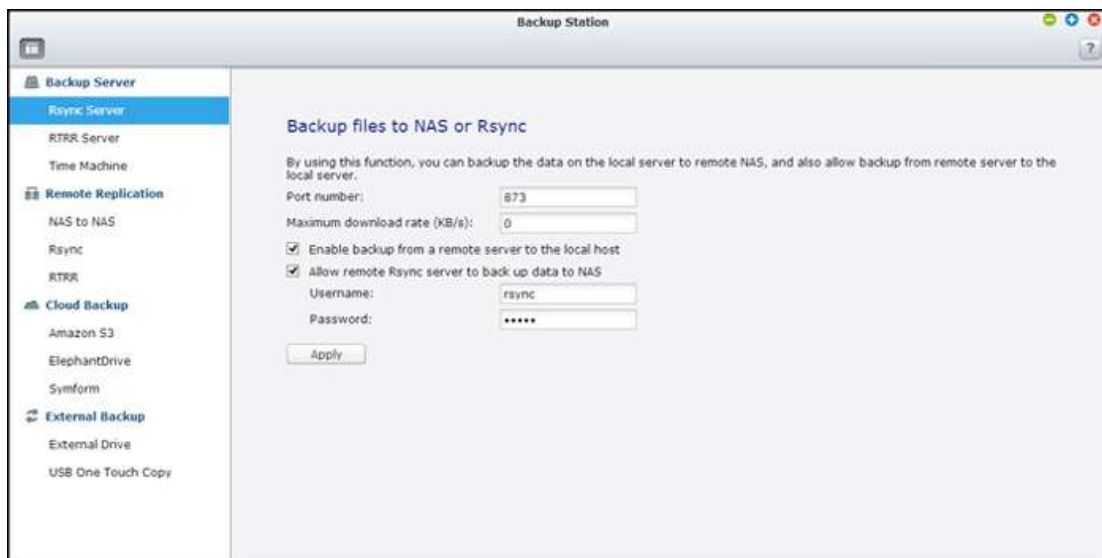 Backup Station
?
Backup Server
Rsync Server
RTRR Server
Time Machine
Remote Replication
NAS to NAS
Rsync
RTRR
Cloud Backup
Amazon S3
ElephantDrive
Symform
External Backup
External Drive
USB One Touch Copy
Backup files to NAS or Rsync
By using this function, you can backup the data on the local server to remote NAS, and also allow backup from remote server to the
local server.
Port number: 873
Maximum download rate (KB/s): 0
Enable backup from a remote server to the local host
Allow remote Rsync server to back up data to NAS
Username: rsync
Password: •••••
Apply